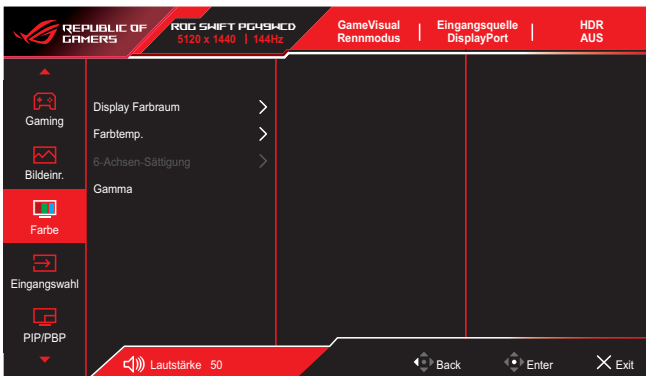 REPUBLIC OF
GAMERS
ROG SWIFT PG49WCD
5120 x 1440 | 144Hz
GameVisual
Rennmodus
Eingangsquelle
DisplayPort
HDR
AUS
Gaming
Bildeinr.
Farbe
Eingangswahl
PIP/PBP
Display Farbraum
Farbtemp.
6-Achsen-Sättigung
Gamma
Lautstärke 50
Back
Enter
Exit